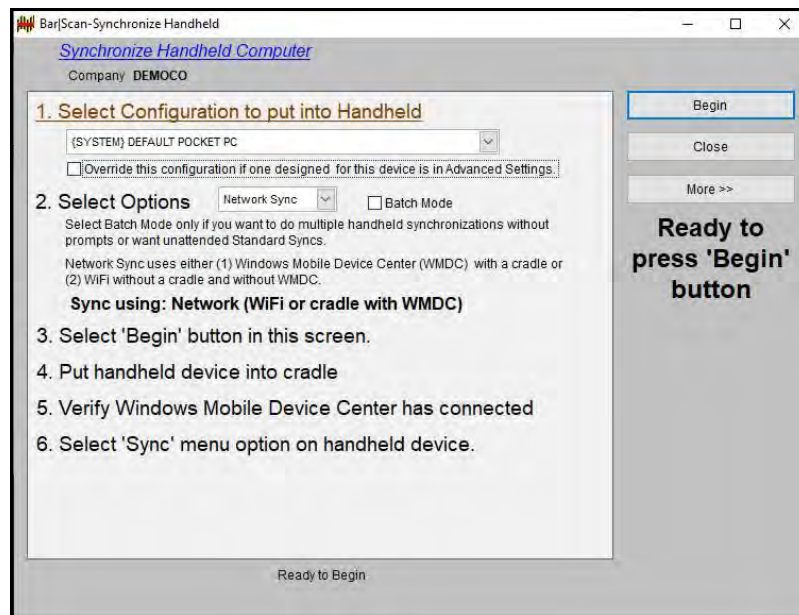 Bar|Scan-Synchronize Handheld
Synchronize Handheld Computer
Company DEMOCO
1. Select Configuration to put into Handheld
{SYSTEM} DEFAULT POCKET PC
Override this configuration if one designed for this device is in Advanced Settings.
2. Select Options Network Sync Batch Mode
Select Batch Mode only if you want to do multiple handheld synchronizations without
prompts or want unattended Standard Syncs.
Network Sync uses either (1) Windows Mobile Device Center (WMDC) with a cradle or
(2) WiFi without a cradle and without WMDC.
Sync using: Network (WiFi or cradle with WMDC)
3. Select 'Begin' button in this screen.
4. Put handheld device into cradle
5. Verify Windows Mobile Device Center has connected
6. Select 'Sync' menu option on handheld device.
Ready to Begin
Begin
Close
More >>
Ready to
press 'Begin'
button